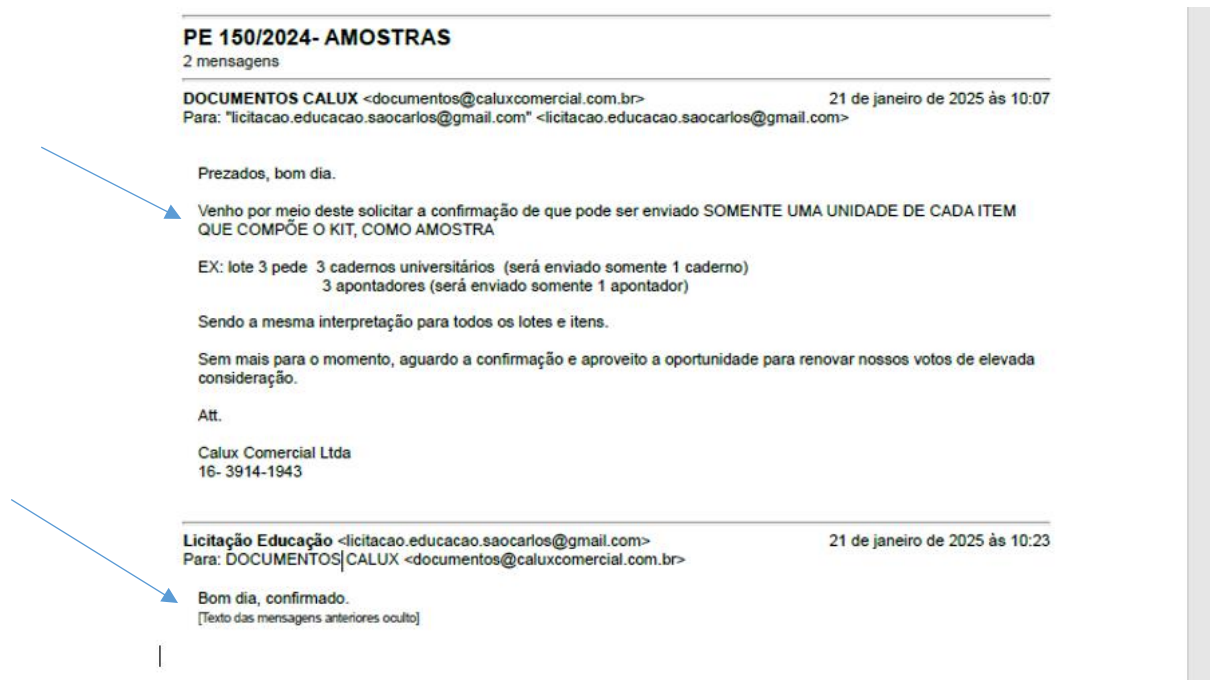 PE 150/2024- AMOSTRAS
2 mensagens
DOCUMENTOS CALUX <documentos@caluxcomercial.com.br> 21 de janeiro de 2025 às 10:07
Para: "licitacao.educacao.saocarlos@gmail.com" <licitacao.educacao.saocarlos@gmail.com>
Prezados, bom dia.
Venho por meio deste solicitar a confirmação de que pode ser enviado SOMENTE UMA UNIDADE DE CADA ITEM
QUE COMPÕE O KIT, COMO AMOSTRA
EX: lote 3 pede 3 cadernos universitários (será enviado somente 1 caderno)
3 apontadores (será enviado somente 1 apontador)
Sendo a mesma interpretação para todos os lotes e itens.
Sem mais para o momento, aguardo a confirmação e aproveito a oportunidade para renovar nossos votos de elevada
consideração.
Att.
Calux Comercial Ltda
16- 3914-1943
Licitação Educação <licitacao.educacao.saocarlos@gmail.com> 21 de janeiro de 2025 às 10:23
Para: DOCUMENTOS CALUX <documentos@caluxcomercial.com.br>
Bom dia, confirmado.
[Texto das mensagens anteriores oculto]